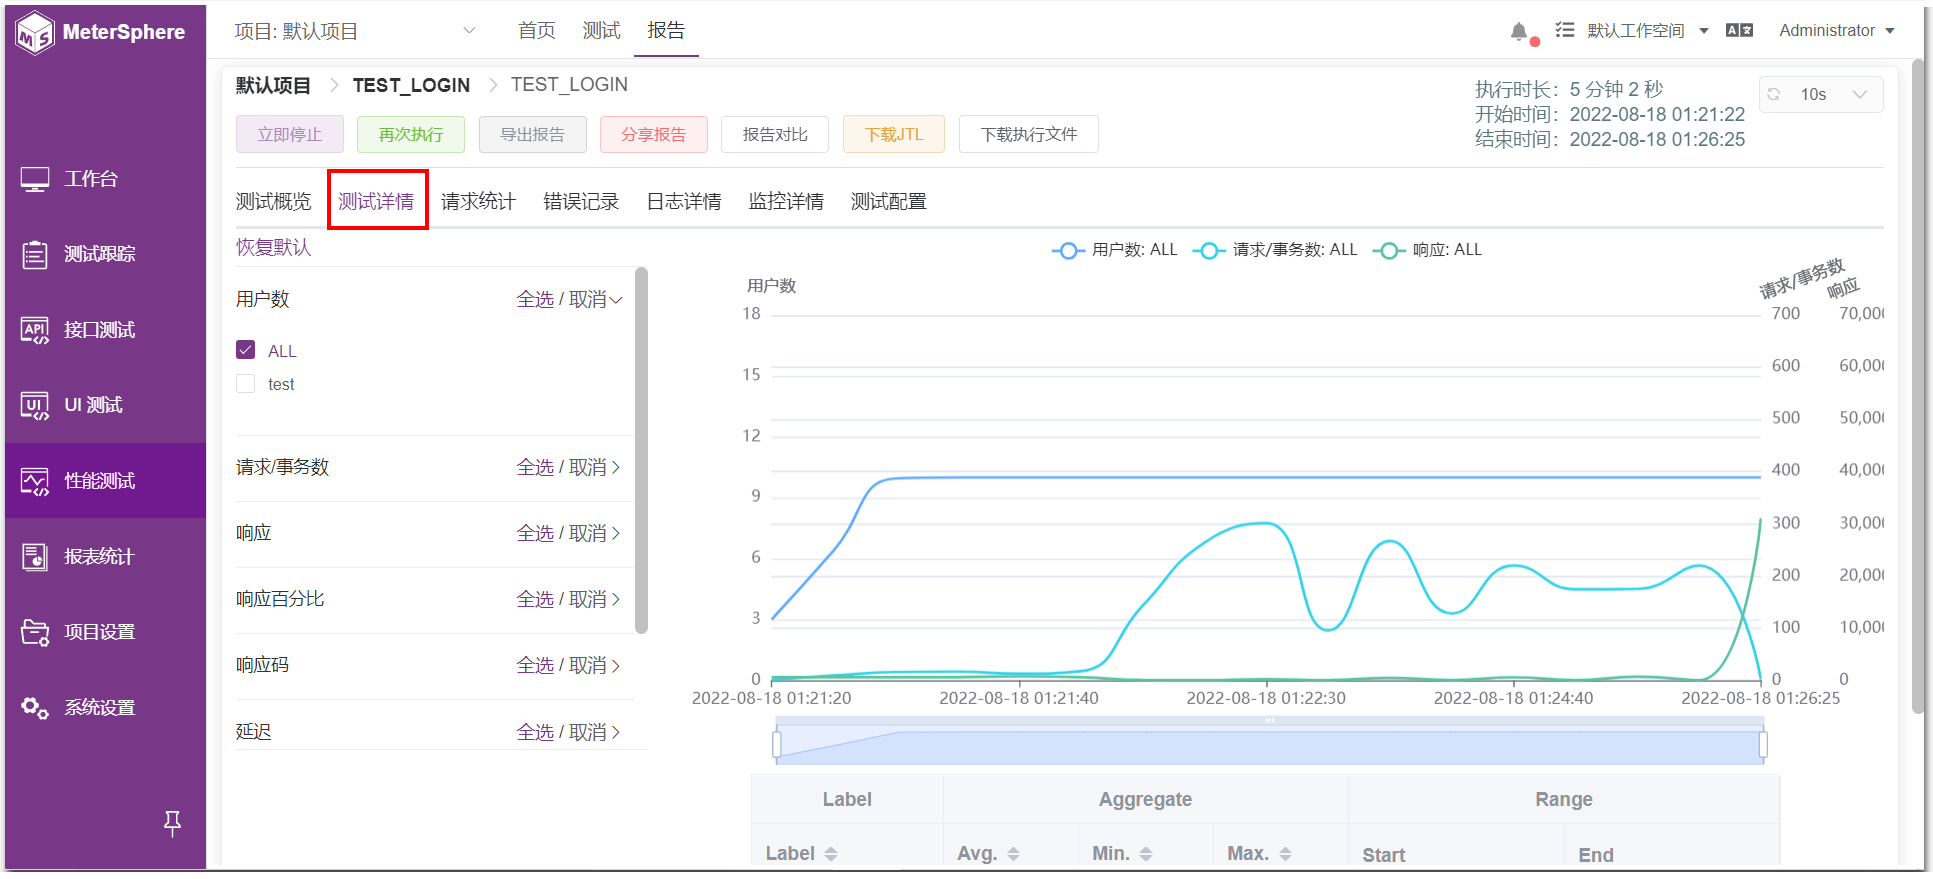 MeterSphere
项目: 默认项目
首页
测试
报告
默认工作空间
Administrator
工作台
测试跟踪
接口测试
UI 测试
性能测试
报表统计
项目设置
系统设置
默认项目 > TEST_LOGIN > TEST_LOGIN
执行时长： 5 分钟 2 秒
开始时间： 2022-08-18 01:21:22
结束时间： 2022-08-18 01:26:25
10s
立即停止
再次执行
导出报告
分享报告
报告对比
下载JTL
下载执行文件
测试概览
测试详情
请求统计
错误记录
日志详情
监控详情
测试配置
恢复默认
用户数 全选 / 取消
ALL
test
请求/事务数 全选 / 取消
响应 全选 / 取消
响应百分比 全选 / 取消
响应码 全选 / 取消
延迟 全选 / 取消
用户数: ALL 请求/事务数: ALL 响应: ALL
用户数
请求/事务数
响应
18
15
12
9
6
3
0
700
600
500
400
300
200
100
0
70,000
60,000
50,000
40,000
30,000
20,000
10,000
0
2022-08-18 01:21:20
2022-08-18 01:21:40
2022-08-18 01:22:30
2022-08-18 01:24:40
2022-08-18 01:26:25
Label Aggregate Range
Label Avg. Min. Max. Start End